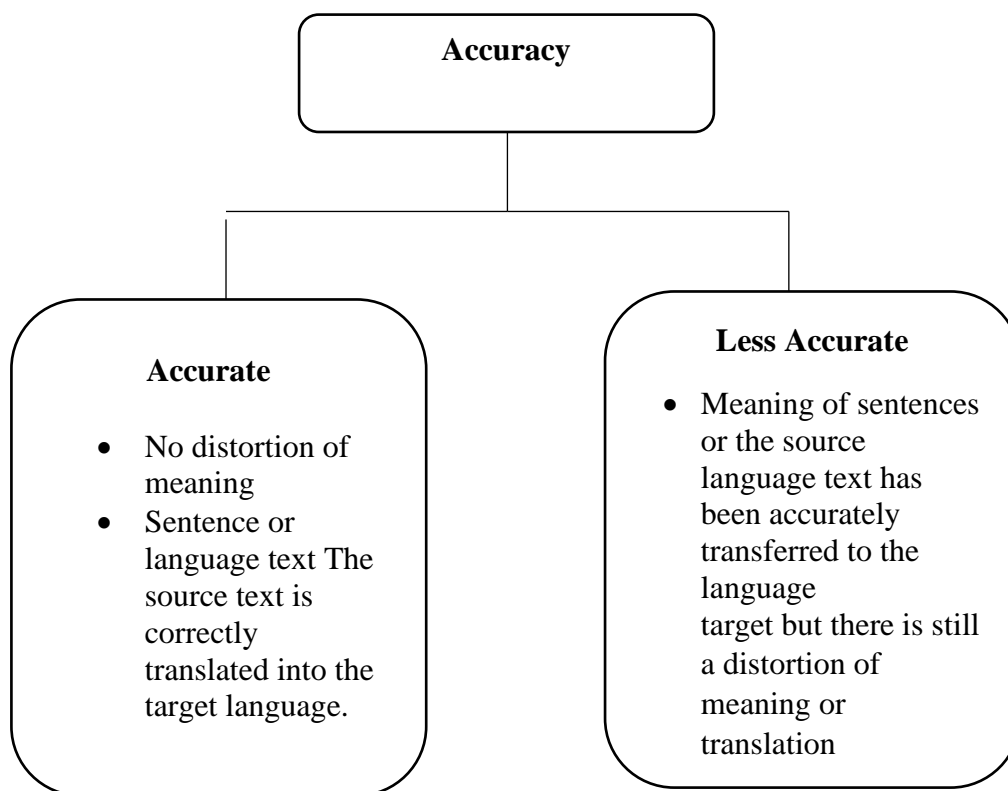 Accuracy
Accurate
• No distortion of
meaning
• Sentence or
language text The
source text is
correctly
translated into the
target language.
Less Accurate
• Meaning of sentences
or the source
language text has
been accurately
transferred to the
language
target but there is still
a distortion of
meaning or
translation